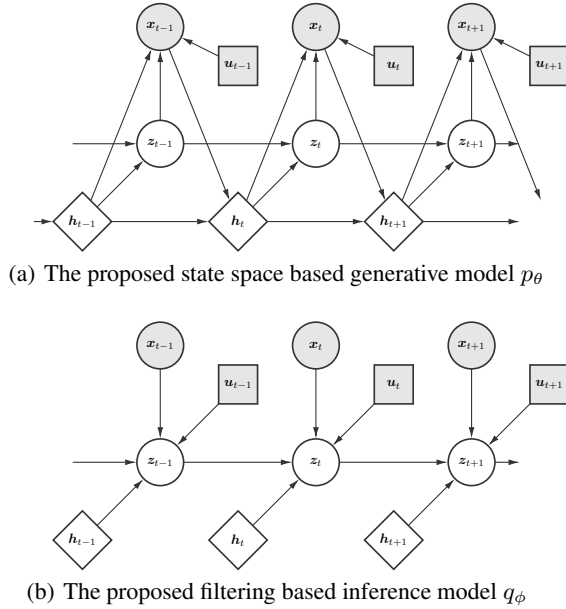 x_{t-1} x_t x_{t+1}
u_{t-1} u_t u_{t+1}
z_{t-1} z_t z_{t+1}
h_{t-1} h_t h_{t+1}
(a) The proposed state space based generative model p_θ
x_{t-1} x_t x_{t+1}
u_{t-1} u_t u_{t+1}
z_{t-1} z_t z_{t+1}
h_{t-1} h_t h_{t+1}
(b) The proposed filtering based inference model q_ϕ